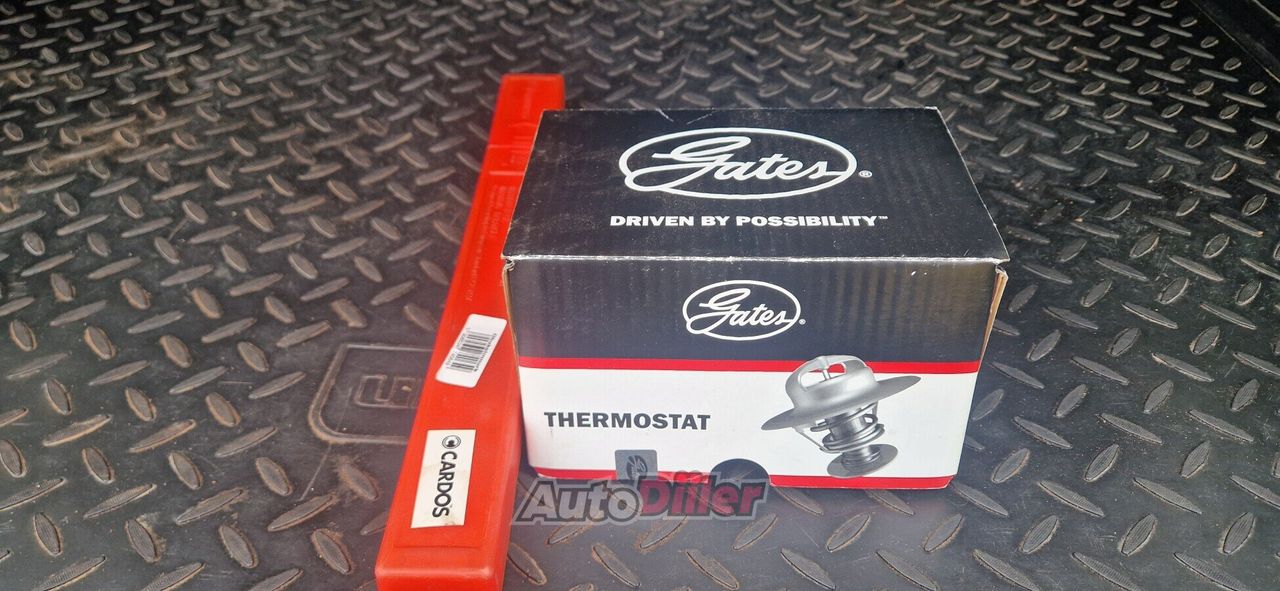 Gates®
DRIVEN BY POSSIBILITY™
Gates
THERMOSTAT
CARDOS
AutoDiller